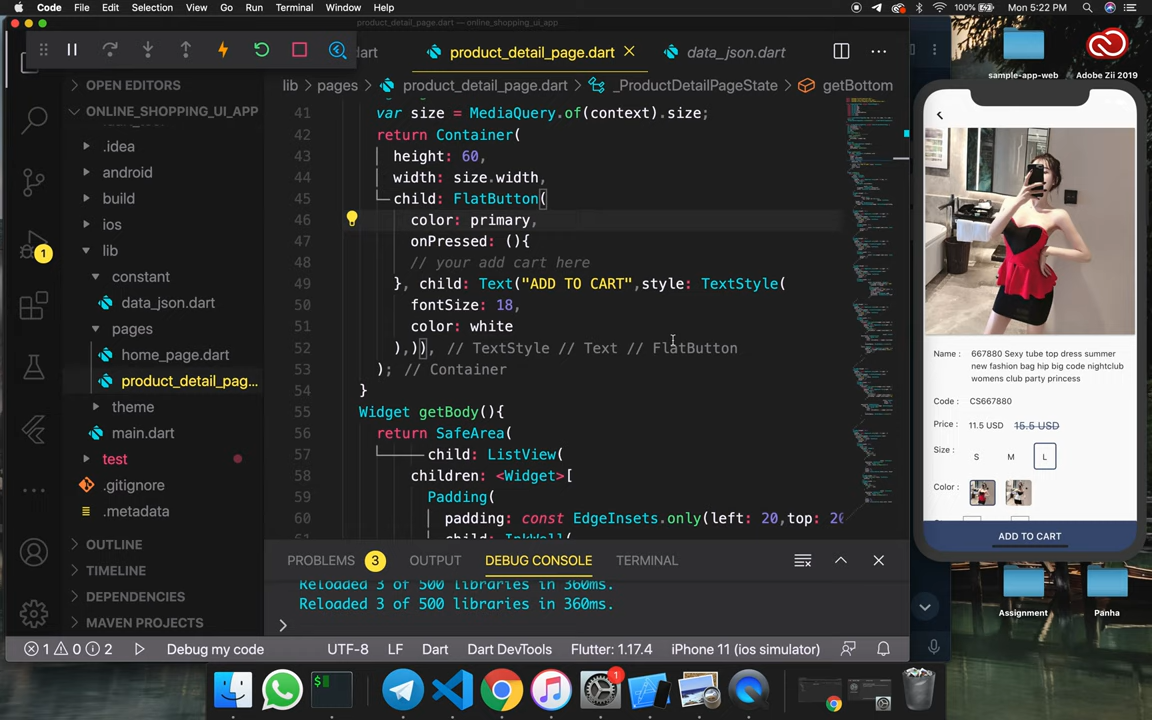 Code File Edit Selection View Go Run Terminal Window Help
100% Mon 5:22 PM
product_detail_page.dart — online_shopping_ui_app
dart product_detail_page.dart data_json.dart
lib pages product_detail_page.dart _ProductDetailPageState getBottom
OPEN EDITORS
ONLINE_SHOPPING_UI_APP
.idea
android
build
ios
lib
constant
data_json.dart
pages
home_page.dart
product_detail_pag...
theme
main.dart
test
.gitignore
.metadata
OUTLINE
TIMELINE
DEPENDENCIES
MAVEN PROJECTS
1
41 var size = MediaQuery.of(context).size;
42 return Container(
43 height: 60,
44 width: size.width,
45 child: FlatButton(
46 color: primary,
47 onPressed: (){
48 // your add cart here
49 }, child: Text("ADD TO CART",style: TextStyle(
50 fontSize: 18,
51 color: white
52 ),)), // TextStyle // Text // FlatButton
53 ); // Container
54 }
55 Widget getBody(){
56 return SafeArea(
57 child: ListView(
58 children: <Widget>[
59 Padding(
60 padding: const EdgeInsets.only(left: 20,top: 20
PROBLEMS 3 OUTPUT DEBUG CONSOLE TERMINAL
Reloaded 3 of 500 libraries in 360ms.
Reloaded 3 of 500 libraries in 360ms.
1 0 2 Debug my code UTF-8 LF Dart Dart DevTools Flutter: 1.17.4 iPhone 11 (ios simulator)
sample-app-web
Adobe Zii 2019
Name : 667880 Sexy tube top dress summer
new fashion bag hip big code nightclub
womens club party princess
Code : CS667880
Price : 11.5 USD 15.5 USD
Size : S M L
Color :
ADD TO CART
Assignment
Panha
1